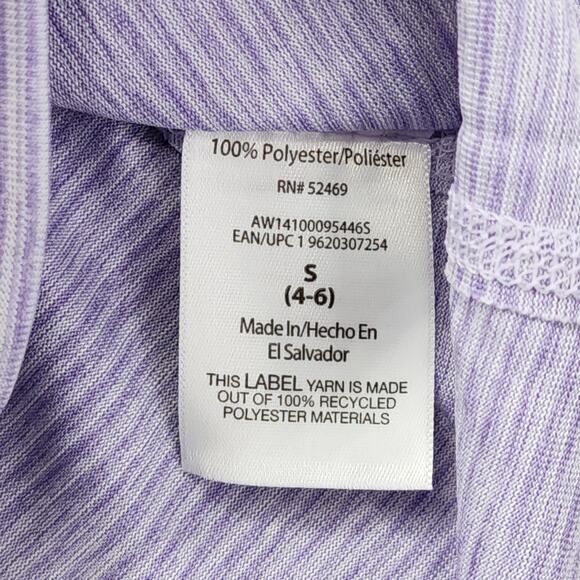 100% Polyester/Poliéster
RN# 52469
AW14100095446S
EAN/UPC 1 9620307254
S
(4-6)
Made In/Hecho En
El Salvador
THIS LABEL YARN IS MADE
OUT OF 100% RECYCLED
POLYESTER MATERIALS